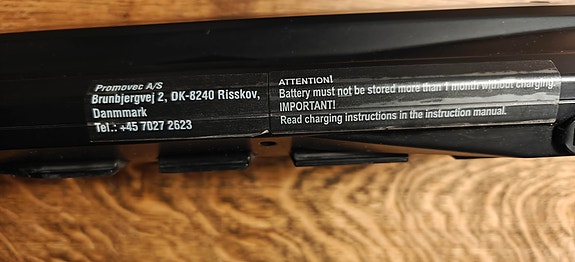 Promovec A/S
Brunbjergvej 2, DK-8240 Risskov,
Danmmark
Tel.: +45 7027 2623
ATTENTION!
Battery must not be stored more than 1 month without charging.
IMPORTANT!
Read charging instructions in the instruction manual.